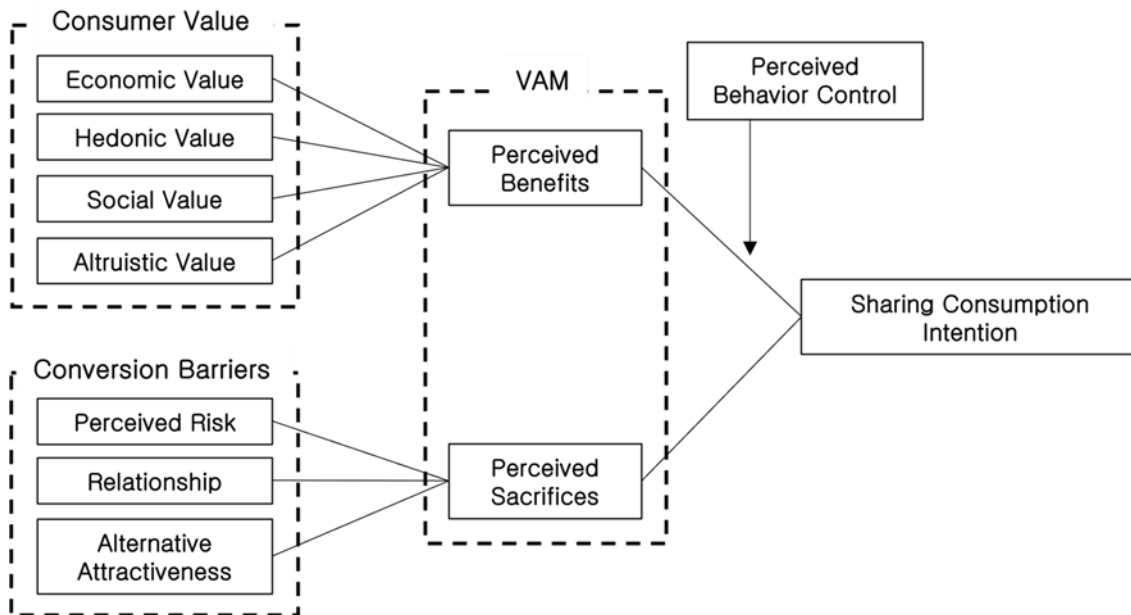 Consumer Value
Economic Value
Hedonic Value
Social Value
Altruistic Value
Conversion Barriers
Perceived Risk
Relationship
Alternative
Attractiveness
VAM
Perceived
Benefits
Perceived
Sacrifices
Perceived
Behavior Control
Sharing Consumption
Intention